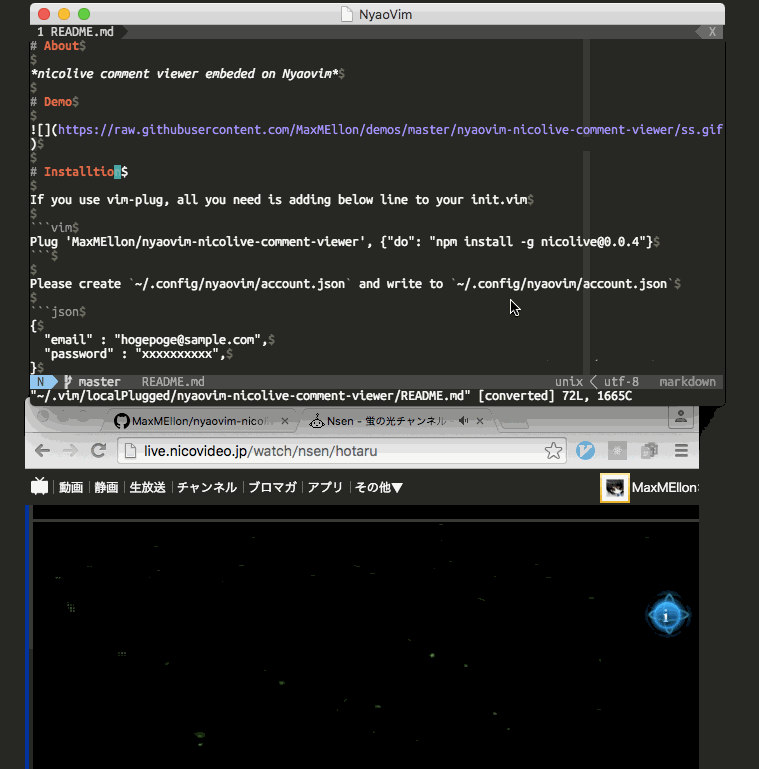 NyaoVim
1 README.md X
# About$
$
*nicolive comment viewer embeded on Nyaovim*$
$
# Demo$
$
![](https://raw.githubusercontent.com/MaxMEllon/demos/master/nyaovim-nicolive-comment-viewer/ss.gif
)$
$
# Installtion$
$
If you use vim-plug, all you need is adding below line to your init.vim$
$
```vim$
Plug 'MaxMEllon/nyaovim-nicolive-comment-viewer', {"do": "npm install -g nicolive@0.0.4"}$
```$
$
Please create `~/.config/nyaovim/account.json` and write to `~/.config/nyaovim/account.json`$
$
```json$
{$
"email" : "hogepoge@sample.com",$
"password" : "xxxxxxxxxx",$
}$
N master README.md unix utf-8 markdown
"~/.vim/localPlugged/nyaovim-nicolive-comment-viewer/README.md" [converted] 72L, 1665C
MaxMEllon/nyaovim-nicoliv Nsen - 蛍の光チャンネル -
live.nicovideo.jp/watch/nsen/hotaru
動画 静画 生放送 チャンネル ブロマガ アプリ その他▼ MaxMEllon
i